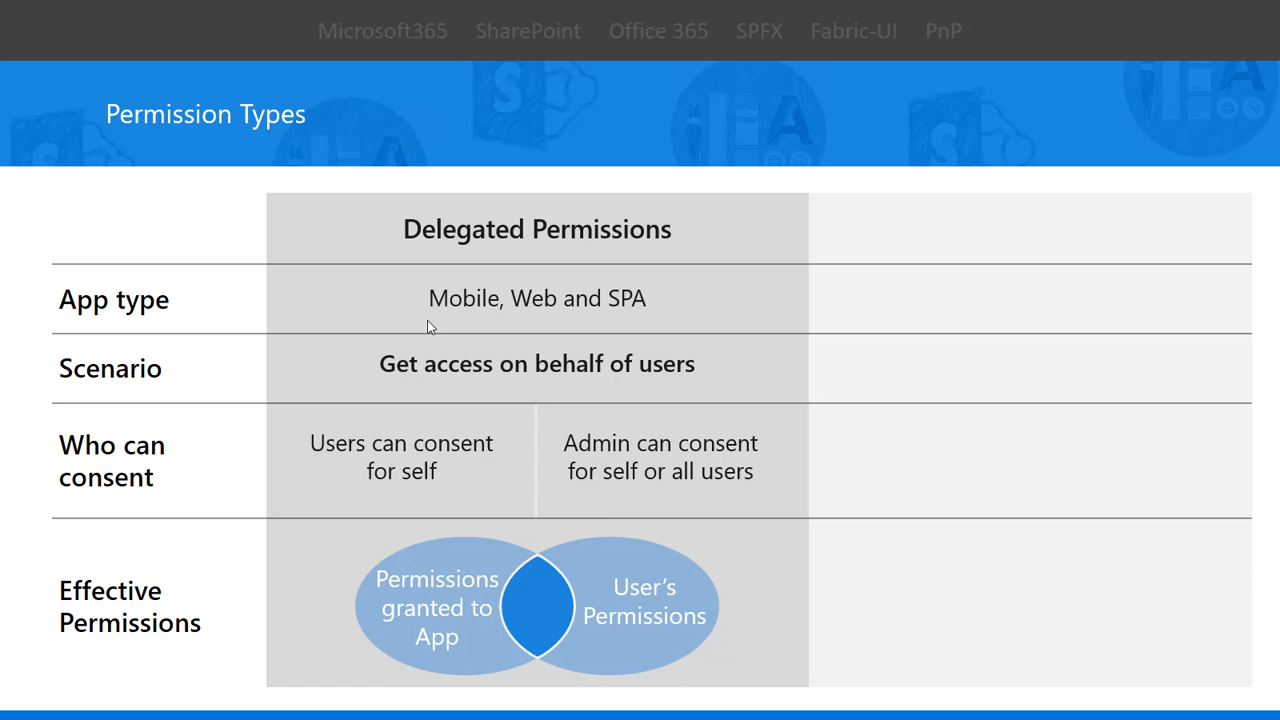 Microsoft365 SharePoint Office 365 SPFX Fabric-UI PnP
Permission Types
Delegated Permissions
App type
Mobile, Web and SPA
Scenario
Get access on behalf of users
Who can
consent
Users can consent
for self
Admin can consent
for self or all users
Effective
Permissions
Permissions
granted to
App
User’s
Permissions